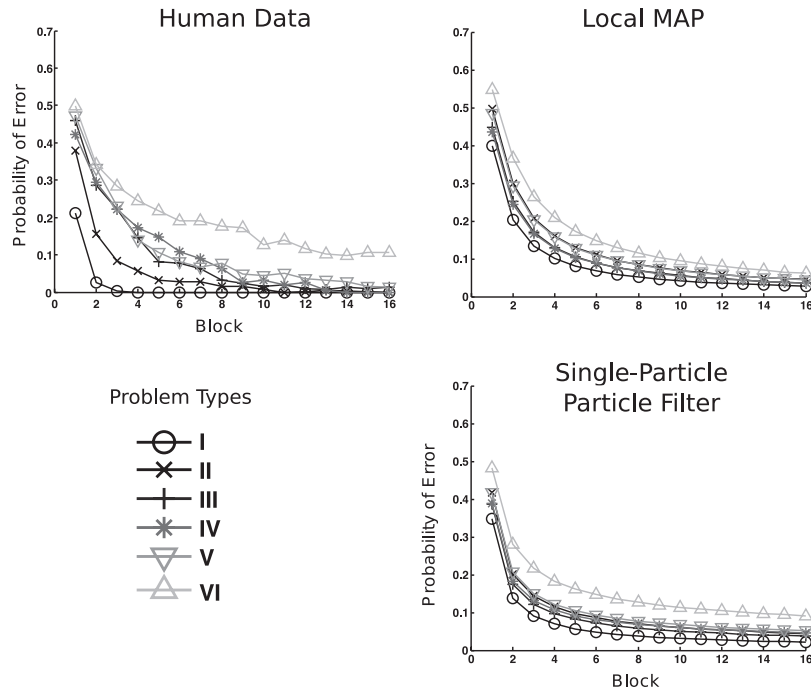 Human Data
Probability of Error
0.7
0.6
0.5
0.4
0.3
0.2
0.1
0
0 2 4 6 8 10 12 14 16
Block
Local MAP
0.7
0.6
0.5
0.4
0.3
0.2
0.1
0
0 2 4 6 8 10 12 14 16
Problem Types
I
II
III
IV
V
VI
Single-Particle
Particle Filter
Probability of Error
0.7
0.6
0.5
0.4
0.3
0.2
0.1
0
0 2 4 6 8 10 12 14 16
Block